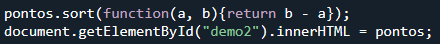 pontos.sort(function(a, b){return b - a});
document.getElementById("demo2").innerHTML = pontos;